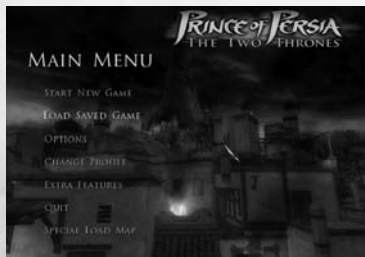 PRINCE OF PERSIA
THE TWO THRONES
MAIN MENU
START NEW GAME
LOAD SAVED GAME
OPTIONS
CHANGE PROFILE
EXTRA FEATURES
QUIT
SPECIAL LOAD MAP